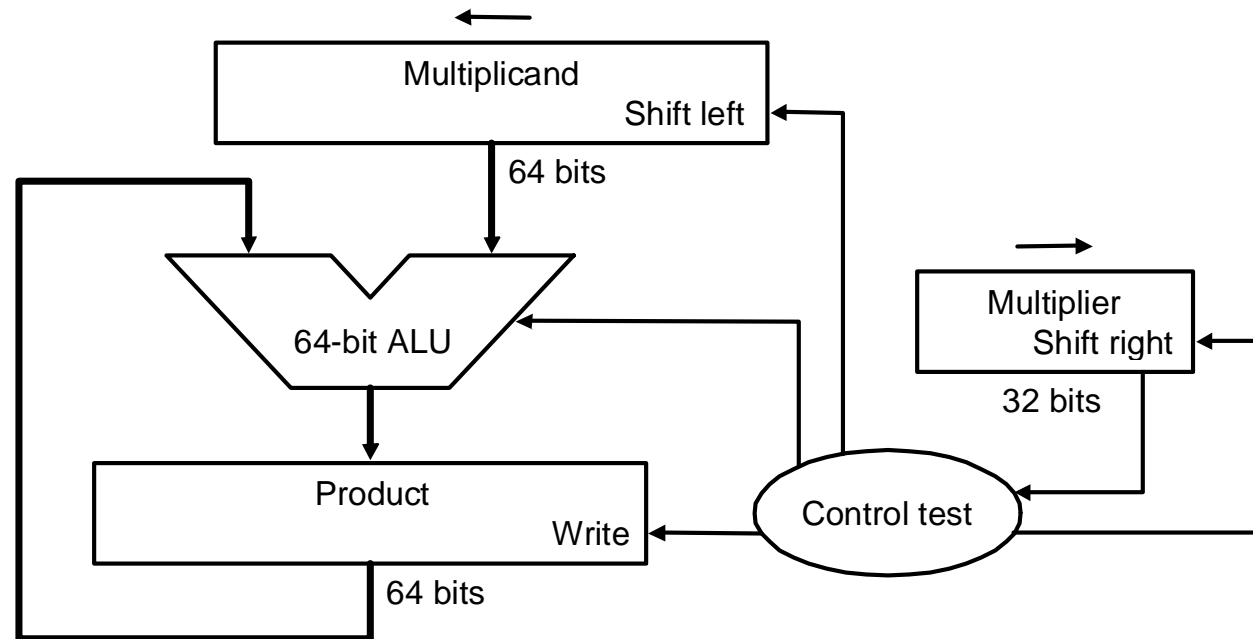 Multiplicand
Shift left
64 bits
64-bit ALU
Multiplier
Shift right
32 bits
Product
Write
Control test
64 bits